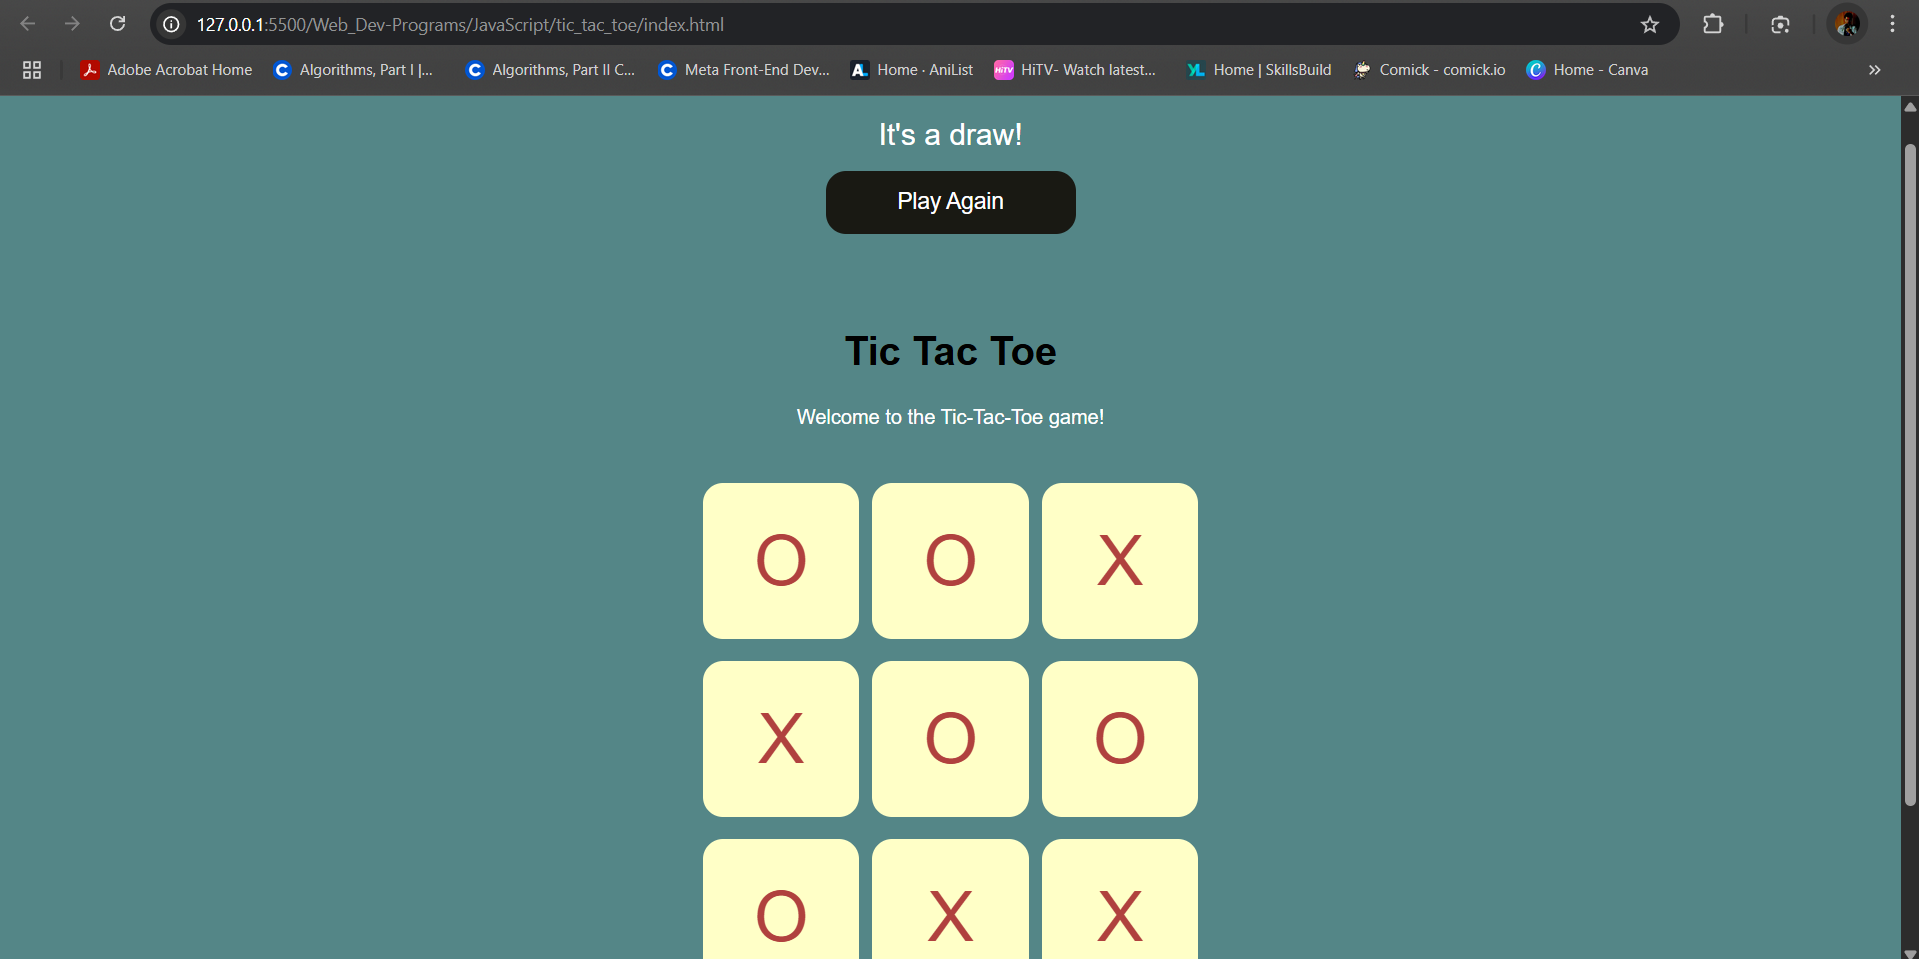 127.0.0.1:5500/Web_Dev-Programs/JavaScript/tic_tac_toe/index.html
Adobe Acrobat Home Algorithms, Part I |... Algorithms, Part II C... Meta Front-End Dev... Home · AniList HiTV- Watch latest... Home | SkillsBuild Comick - comick.io Home - Canva
It's a draw!
Play Again
Tic Tac Toe
Welcome to the Tic-Tac-Toe game!
O O X
X O O
O X X